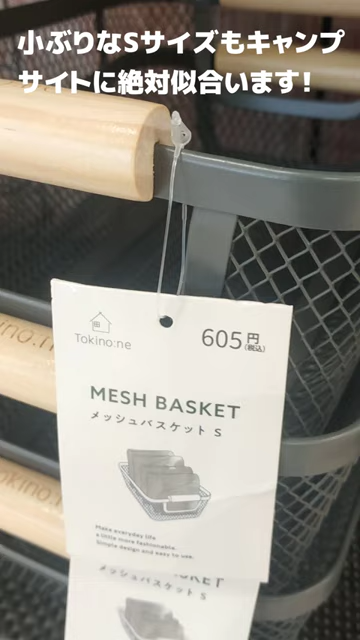 小ぶりなSサイズもキャンプ
サイトに絶対似合います!
Tokino:ne
605円
(税込)
MESH BASKET
メッシュバスケット S
Make everyday life
a little more fashionable.
Simple design and easy to use.
Tokino:n
Tokino:
BASKET
メッシュバスケット S